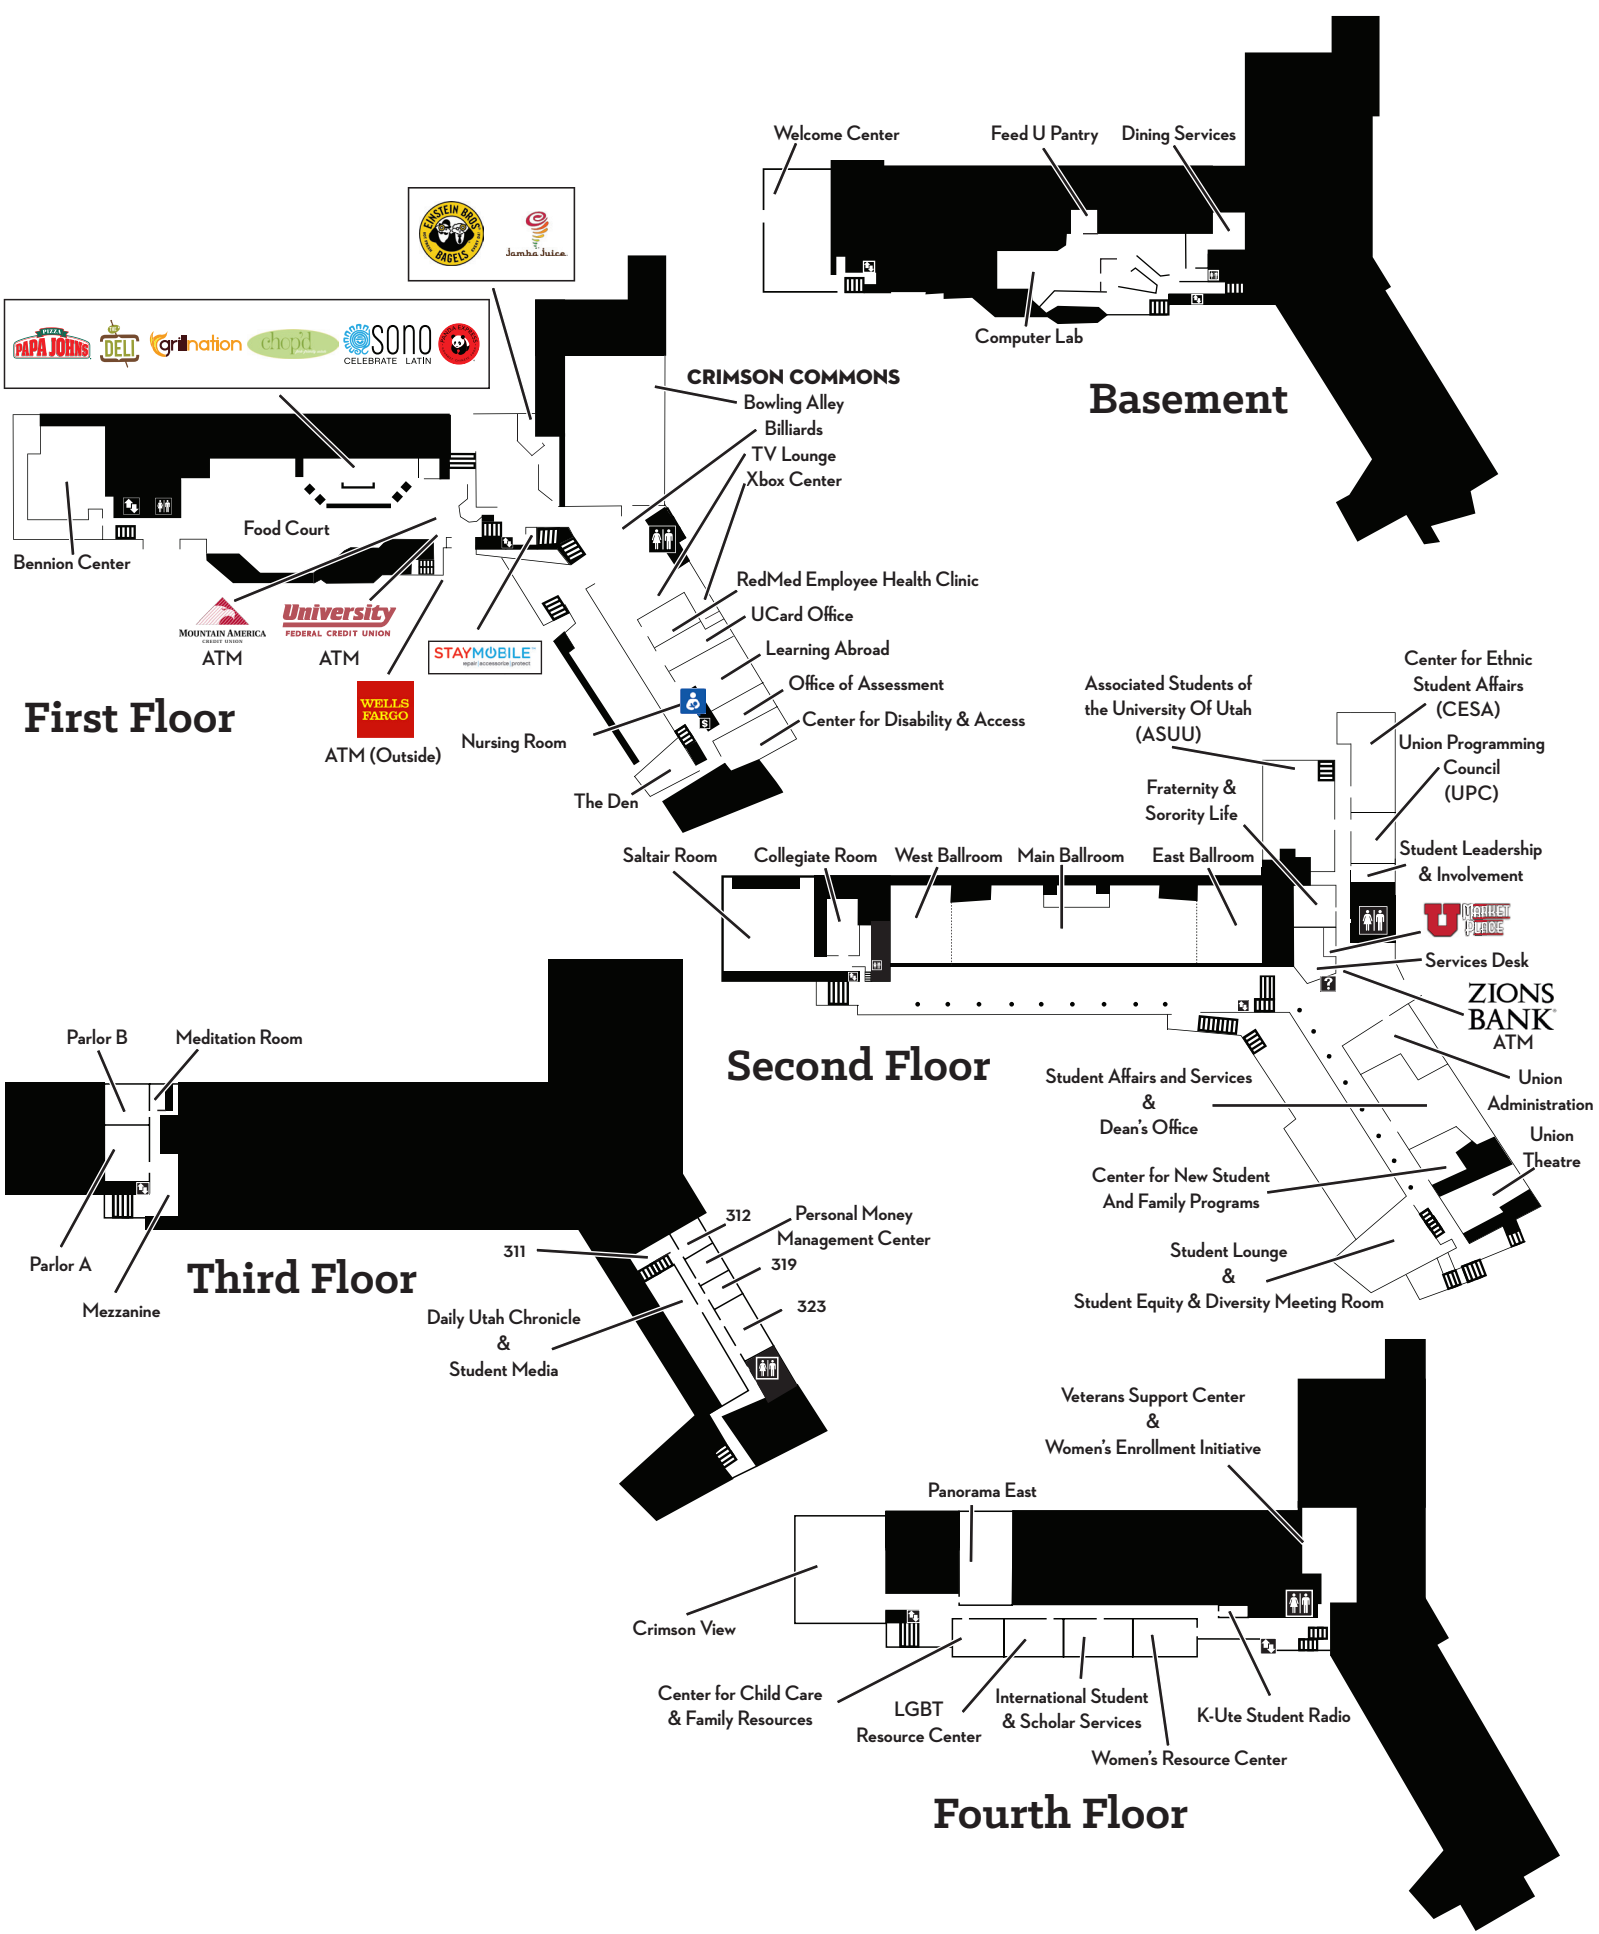 Welcome Center
Feed U Pantry
Dining Services
Computer Lab
Basement
EINSTEIN BROS
BAGELS
Jamba Juice
PIZZA
PAPA JOHNS
DELI
grillnation
chop'd
SONO
CELEBRATE LATIN
PANDA EXPRESS
CRIMSON COMMONS
Bowling Alley
Billiards
TV Lounge
Xbox Center
Food Court
Bennion Center
RedMed Employee Health Clinic
UCard Office
Learning Abroad
Office of Assessment
Center for Disability & Access
MOUNTAIN AMERICA
CREDIT UNION
ATM
University
FEDERAL CREDIT UNION
ATM
STAYMOBILE
repair|accessorize|protect
WELLS
FARGO
ATM (Outside)
Nursing Room
$
The Den
First Floor
Associated Students of
the University Of Utah
(ASUU)
Center for Ethnic
Student Affairs
(CESA)
Union Programming
Council
(UPC)
Fraternity &
Sorority Life
Student Leadership
& Involvement
Saltair Room
Collegiate Room
West Ballroom
Main Ballroom
East Ballroom
U
MARKET
PLACE
Services Desk
?
ZIONS
BANK
ATM
Second Floor
Student Affairs and Services
&
Dean's Office
Union
Administration
Union
Theatre
Center for New Student
And Family Programs
Student Lounge
&
Student Equity & Diversity Meeting Room
Parlor B
Meditation Room
Parlor A
Mezzanine
Third Floor
311
312
Personal Money
Management Center
319
323
Daily Utah Chronicle
&
Student Media
Veterans Support Center
&
Women's Enrollment Initiative
Panorama East
Crimson View
Center for Child Care
& Family Resources
LGBT
Resource Center
International Student
& Scholar Services
Women's Resource Center
K-Ute Student Radio
Fourth Floor